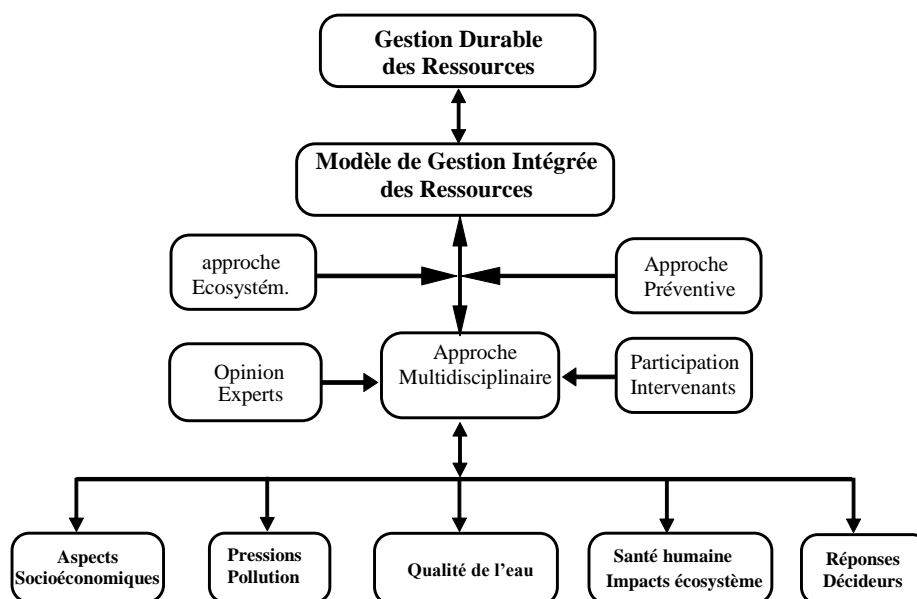 Gestion Durable
des Ressources
Modèle de Gestion Intégrée
des Ressources
approche
Ecosystém.
Approche
Préventive
Opinion
Experts
Approche
Multidisciplinaire
Participation
Intervenants
Aspects
Socioéconomiques
Pressions
Pollution
Qualité de l'eau
Santé humaine
Impacts écosystème
Réponses
Décideurs